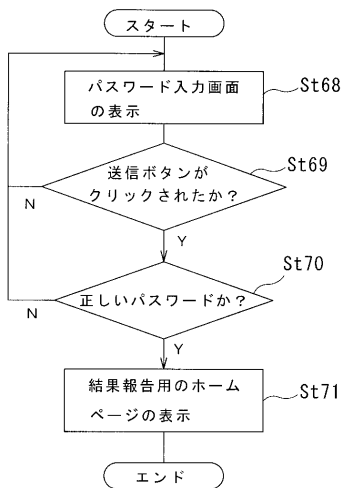 スタート
パスワード入力画面
の表示
St68
送信ボタンが
クリックされたか？
St69
N
Y
正しいパスワードか？
St70
N
Y
結果報告用のホーム
ページの表示
St71
エンド